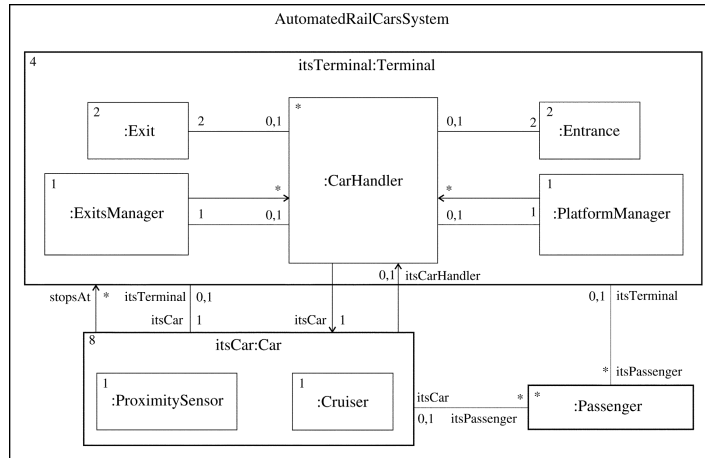 AutomatedRailCarsSystem
4
itsTerminal:Terminal
2
:Exit
2
0,1
*
:CarHandler
0,1
2
2
:Entrance
1
:ExitsManager
*
1
0,1
*
0,1
1
1
:PlatformManager
stopsAt
*
itsTerminal
0,1
itsCar
1
itsCar
1
0,1
itsCarHandler
0,1
itsTerminal
*
itsPassenger
8
itsCar:Car
1
:ProximitySensor
1
:Cruiser
itsCar
*
0,1
itsPassenger
*
:Passenger